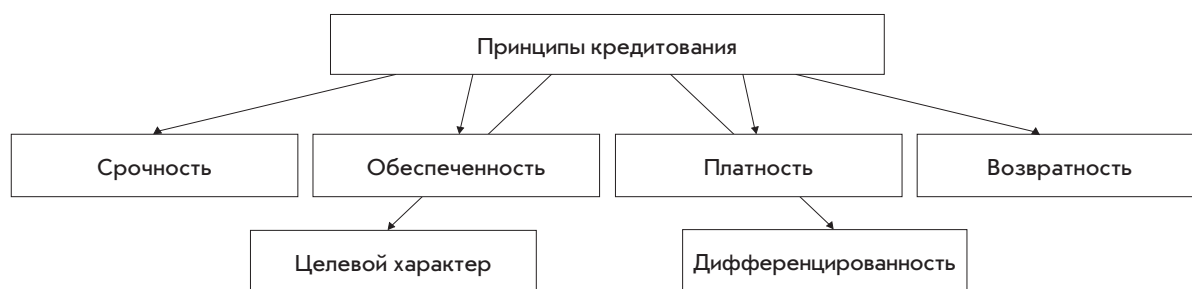 Принципы кредитования
Срочность
Обеспеченность
Платность
Возвратность
Целевой характер
Дифференцированность